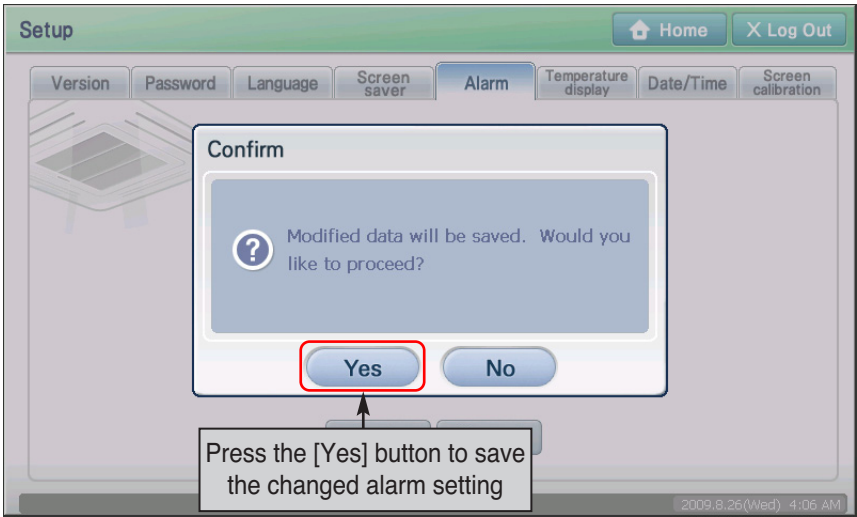 Setup
Home
X Log Out
Version
Password
Language
Screen
saver
Alarm
Temperature
display
Date/Time
Screen
calibration
Confirm
?
Modified data will be saved. Would you
like to proceed?
Yes
No
Press the [Yes] button to save
the changed alarm setting
2009.8.26(Wed) 4:06 AM